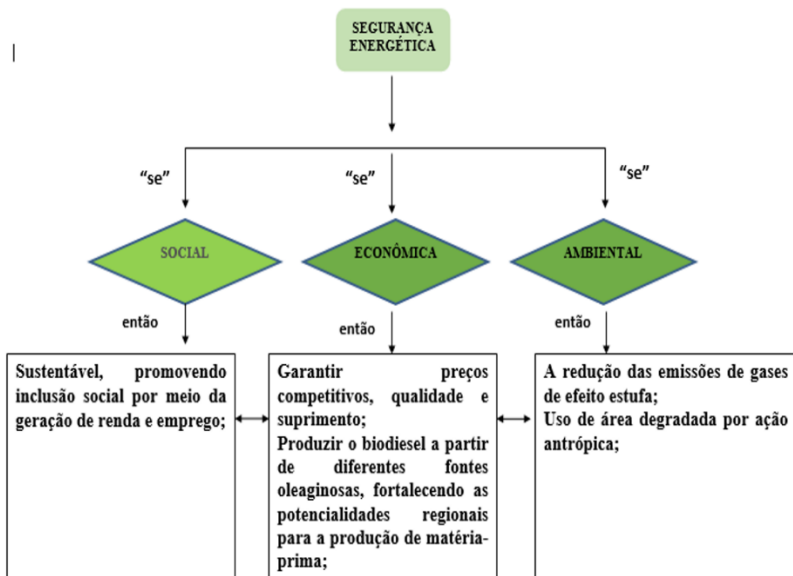 SEGURANÇA
ENERGÉTICA
“se”
“se”
“se”
SOCIAL
ECONÔMICA
AMBIENTAL
então
então
então
Sustentável, promovendo
inclusão social por meio da
geração de renda e emprego;
Garantir preços
competitivos, qualidade e
suprimento;
Produzir o biodiesel a partir
de diferentes fontes
oleaginosas, fortalecendo as
potencialidades regionais
para a produção de matéria-
prima;
A redução das emissões de gases
de efeito estufa;
Uso de área degradada por ação
antrópica;